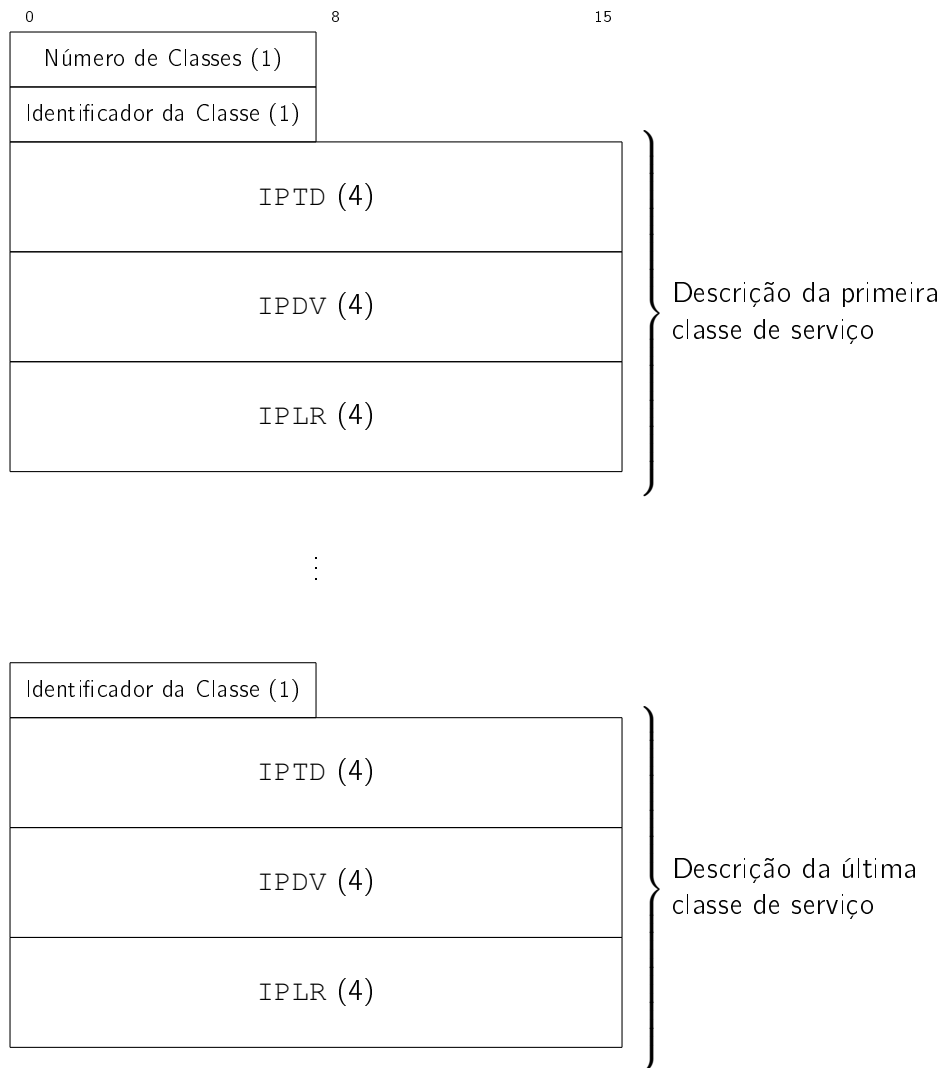 0 8 15
Número de Classes (1)
Identificador da Classe (1)
IPTD (4)
IPDV (4)
IPLR (4)
Descrição da primeira
classe de serviço
⋮
Identificador da Classe (1)
IPTD (4)
IPDV (4)
IPLR (4)
Descrição da última
classe de serviço